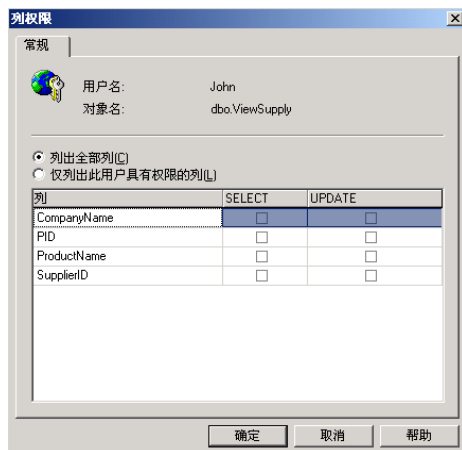 列权限
常规
用户名: John
对象名: dbo.ViewSupply
列出全部列(C)
仅列出此用户具有权限的列(L)
列 SELECT UPDATE
CompanyName
PID
ProductName
SupplierID
确定 取消 帮助